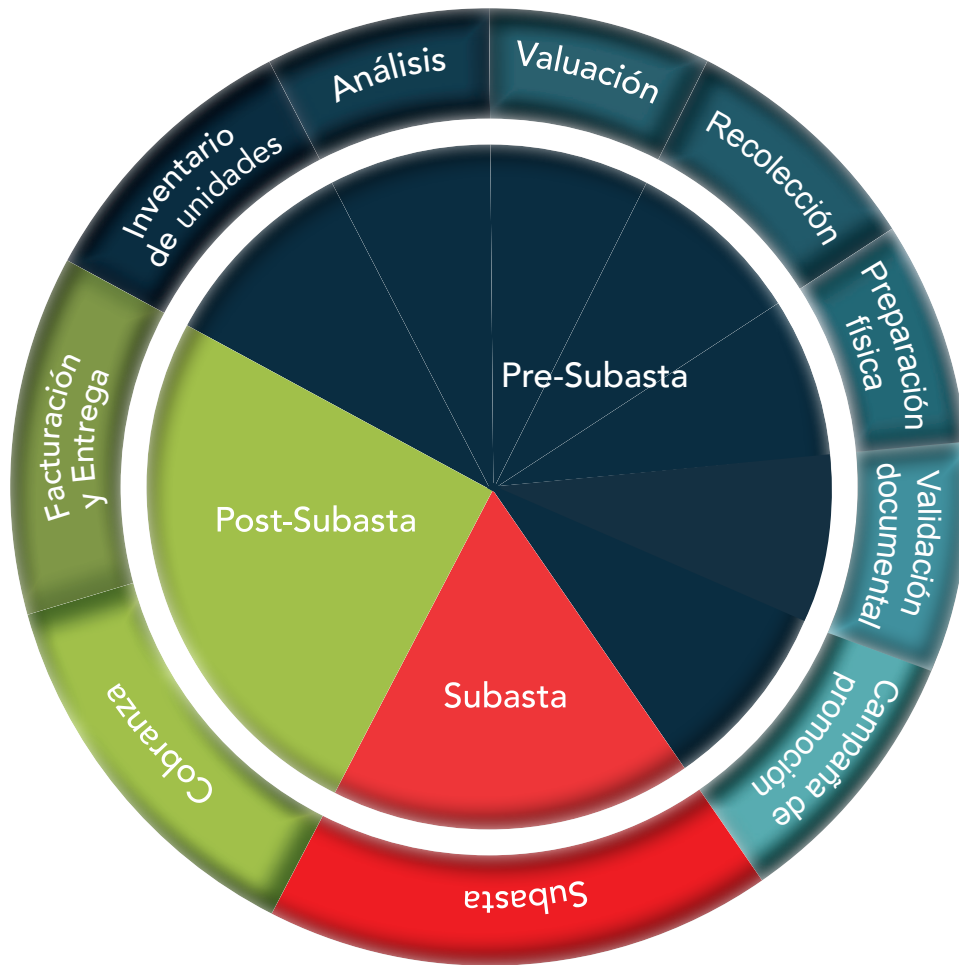 Inventario
de unidades
Análisis
Valuación
Recolección
Preparación
física
Validación
documental
Campaña de
promoción
Subasta
Cobranza
Facturación
y Entrega
Pre-Subasta
Subasta
Post-Subasta